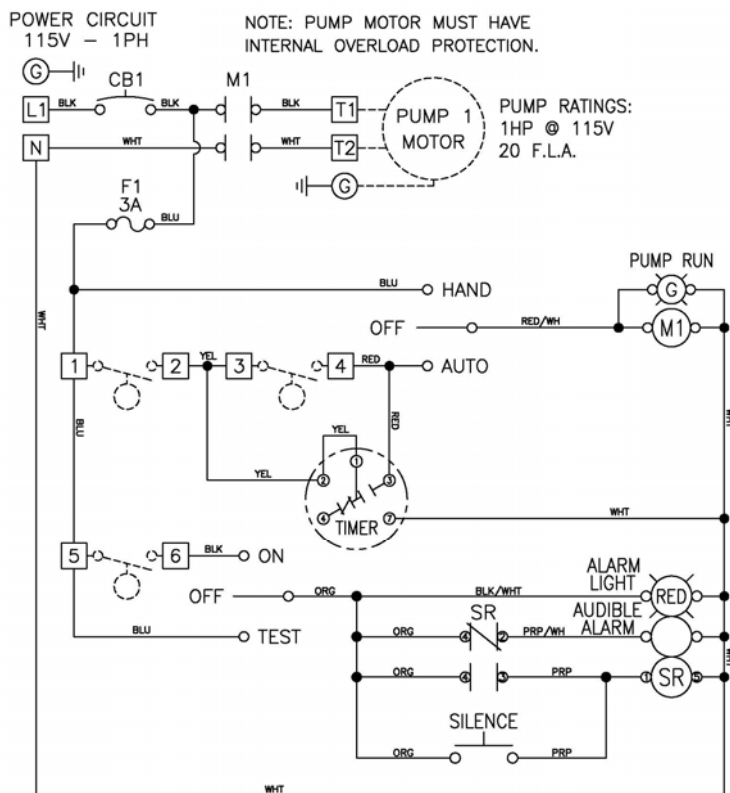 POWER CIRCUIT
115V - 1PH
NOTE: PUMP MOTOR MUST HAVE
INTERNAL OVERLOAD PROTECTION.
G
CB1
M1
L1 BLK BLK BLK T1
PUMP 1
MOTOR
PUMP RATINGS:
1HP @ 115V
20 F.L.A.
N WHT WHT T2
G
F1
3A
BLU
PUMP RUN
G
BLU HAND
WHT
OFF RED/WH M1
1 2 YEL 3 4 RED AUTO
WHT
BLU
RED
YEL
YEL
1
2 3
4 7
TIMER
WHT
5 6 BLK ON
ALARM
LIGHT
OFF ORG BLK/WHT RED
AUDIBLE
ALARM
SR
BLU TEST
ORG 4 2 PRP/WH
WHT
ORG 4 3 PRP 1 SR 5
SILENCE
ORG PRP
WHT